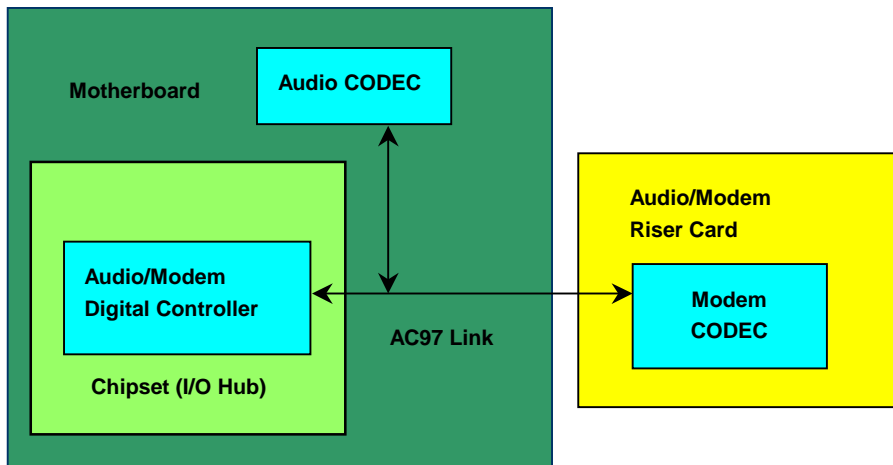 Audio CODEC
Motherboard
Audio/Modem
Riser Card
Audio/Modem
Digital Controller
Modem
CODEC
AC97 Link
Chipset (I/O Hub)